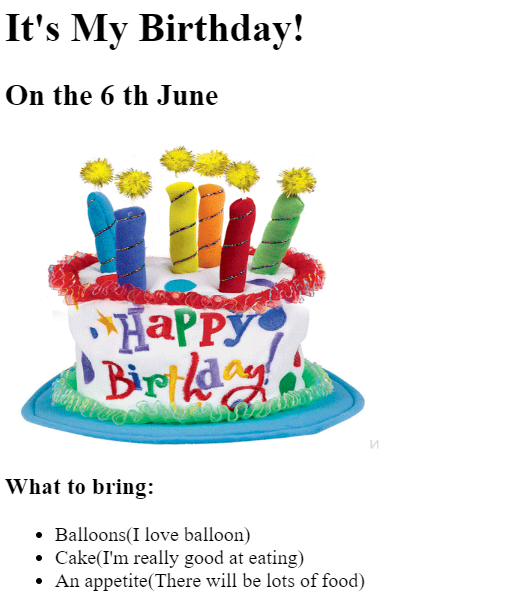 It's My Birthday!
On the 6 th June
Happy
Birthday!
What to bring:
Balloons(I love balloon)
Cake(I'm really good at eating)
An appetite(There will be lots of food)